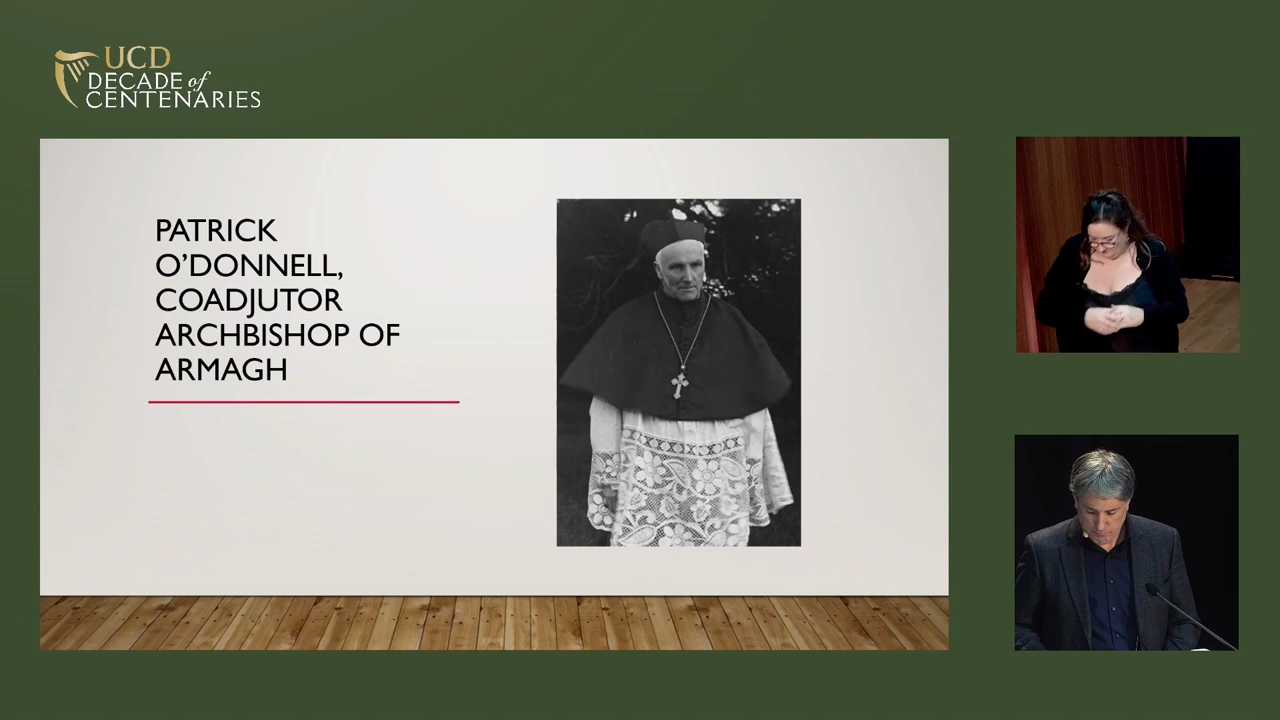 UCD
DECADE of
CENTENARIES
PATRICK
O’DONNELL,
COADJUTOR
ARCHBISHOP OF
ARMAGH